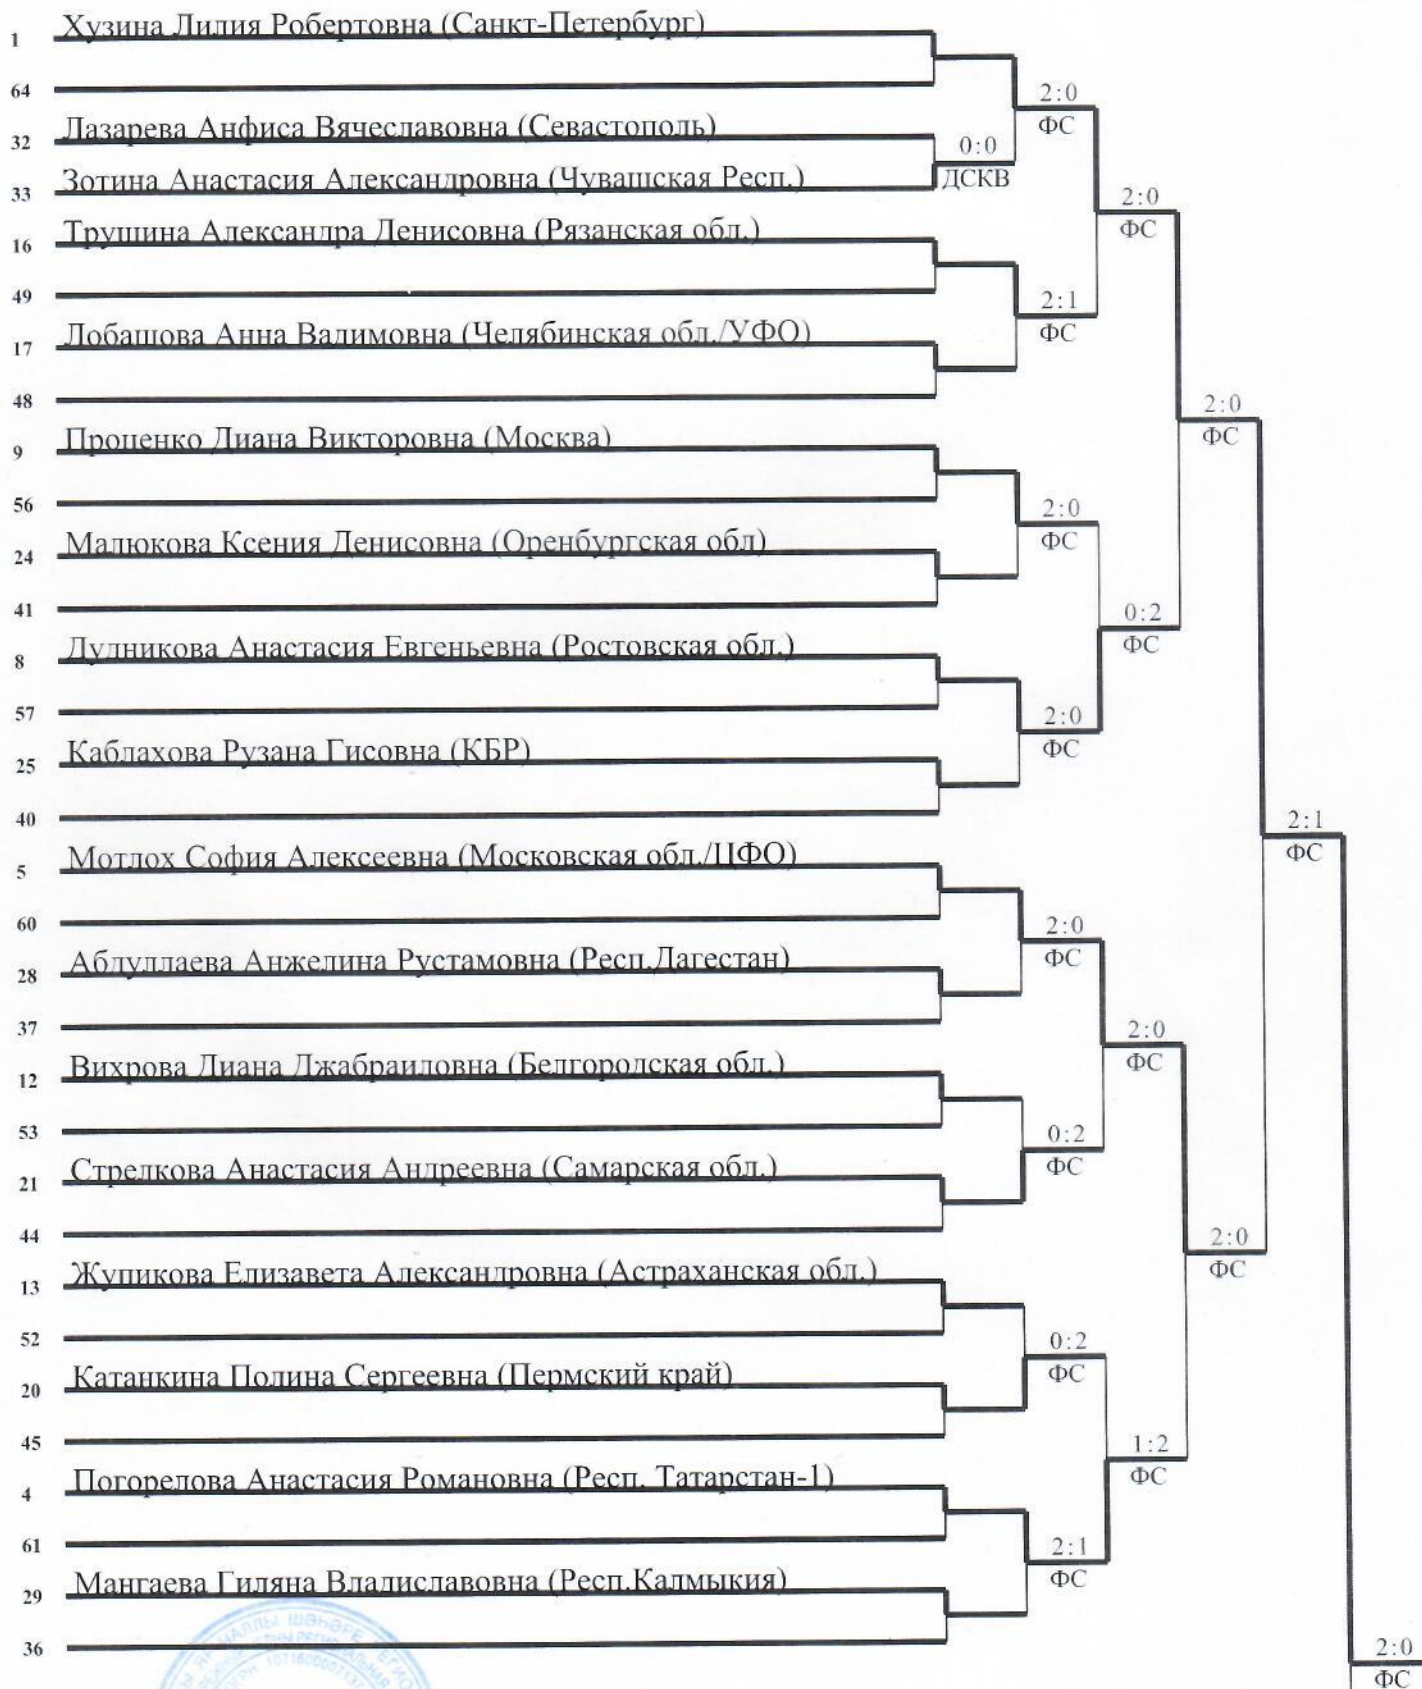 1 Хузина Лилия Робертовна (Санкт-Петербург)
64
2:0
ФС
32 Лазарева Анфиса Вячеславовна (Севастополь)
0:0
33 Зотина Анастасия Александровна (Чувашская Респ.)
ДСКВ
2:0
ФС
16 Трушина Александра Денисовна (Рязанская обл.)
49
2:1
ФС
17 Лобашова Анна Вадимовна (Челябинская обл./УФО)
48
2:0
ФС
9 Проценко Диана Викторовна (Москва)
56
2:0
ФС
24 Малюкова Ксения Денисовна (Оренбургская обл)
41
0:2
ФС
8 Дудникова Анастасия Евгеньевна (Ростовская обл.)
57
2:0
ФС
25 Каблахова Рузана Гисовна (КБР)
40
2:1
ФС
5 Мотлох София Алексеевна (Московская обл./ЦФО)
60
2:0
ФС
28 Абдуллаева Анжелина Рустамовна (Респ.Дагестан)
37
2:0
ФС
12 Вихрова Диана Джабраиловна (Белгородская обл.)
53
0:2
ФС
21 Стрелкова Анастасия Андреевна (Самарская обл.)
44
2:0
ФС
13 Жупикова Елизавета Александровна (Астраханская обл.)
52
0:2
ФС
20 Катанкина Полина Сергеевна (Пермский край)
45
1:2
ФС
4 Погорелова Анастасия Романовна (Респ. Татарстан-1)
61
2:1
ФС
29 Мангаева Гиляна Владиславовна (Респ.Калмыкия)
36
2:0
ФС